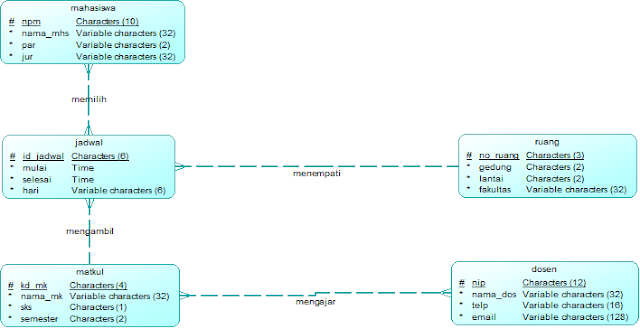 mahasiswa
# npm Characters (10)
* nama_mhs Variable characters (32)
* par Variable characters (2)
* jur Variable characters (32)
memilih
jadwal
# id_jadwal Characters (6)
* mulai Time
* selesai Time
* hari Variable characters (6)
menempati
ruang
# no_ruang Characters (3)
* gedung Characters (2)
* lantai Characters (2)
* fakultas Variable characters (32)
mengambil
matkul
# kd_mk Characters (4)
* nama_mk Variable characters (32)
* sks Characters (1)
* semester Characters (2)
mengajar
dosen
# nip Characters (12)
* nama_dos Variable characters (32)
* telp Variable characters (16)
* email Variable characters (128)